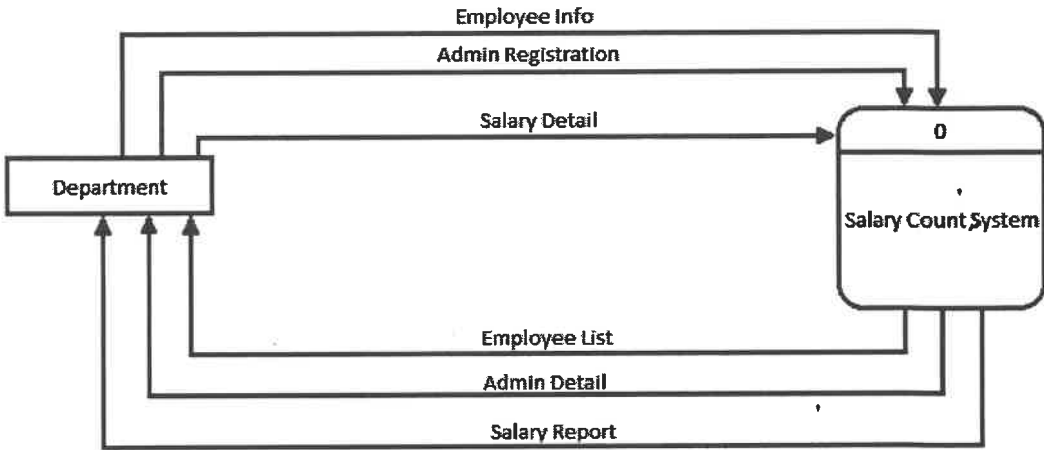 Employee Info
Admin Registration
Salary Detail
0
Department
Salary Count System
Employee List
Admin Detail
Salary Report